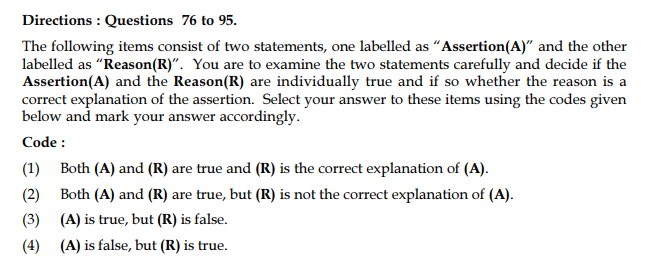 Directions : Questions 76 to 95.
The following items consist of two statements, one labelled as “Assertion(A)” and the other
labelled as “Reason(R)”. You are to examine the two statements carefully and decide if the
Assertion(A) and the Reason(R) are individually true and if so whether the reason is a
correct explanation of the assertion. Select your answer to these items using the codes given
below and mark your answer accordingly.
Code :
(1) Both (A) and (R) are true and (R) is the correct explanation of (A).
(2) Both (A) and (R) are true, but (R) is not the correct explanation of (A).
(3) (A) is true, but (R) is false.
(4) (A) is false, but (R) is true.